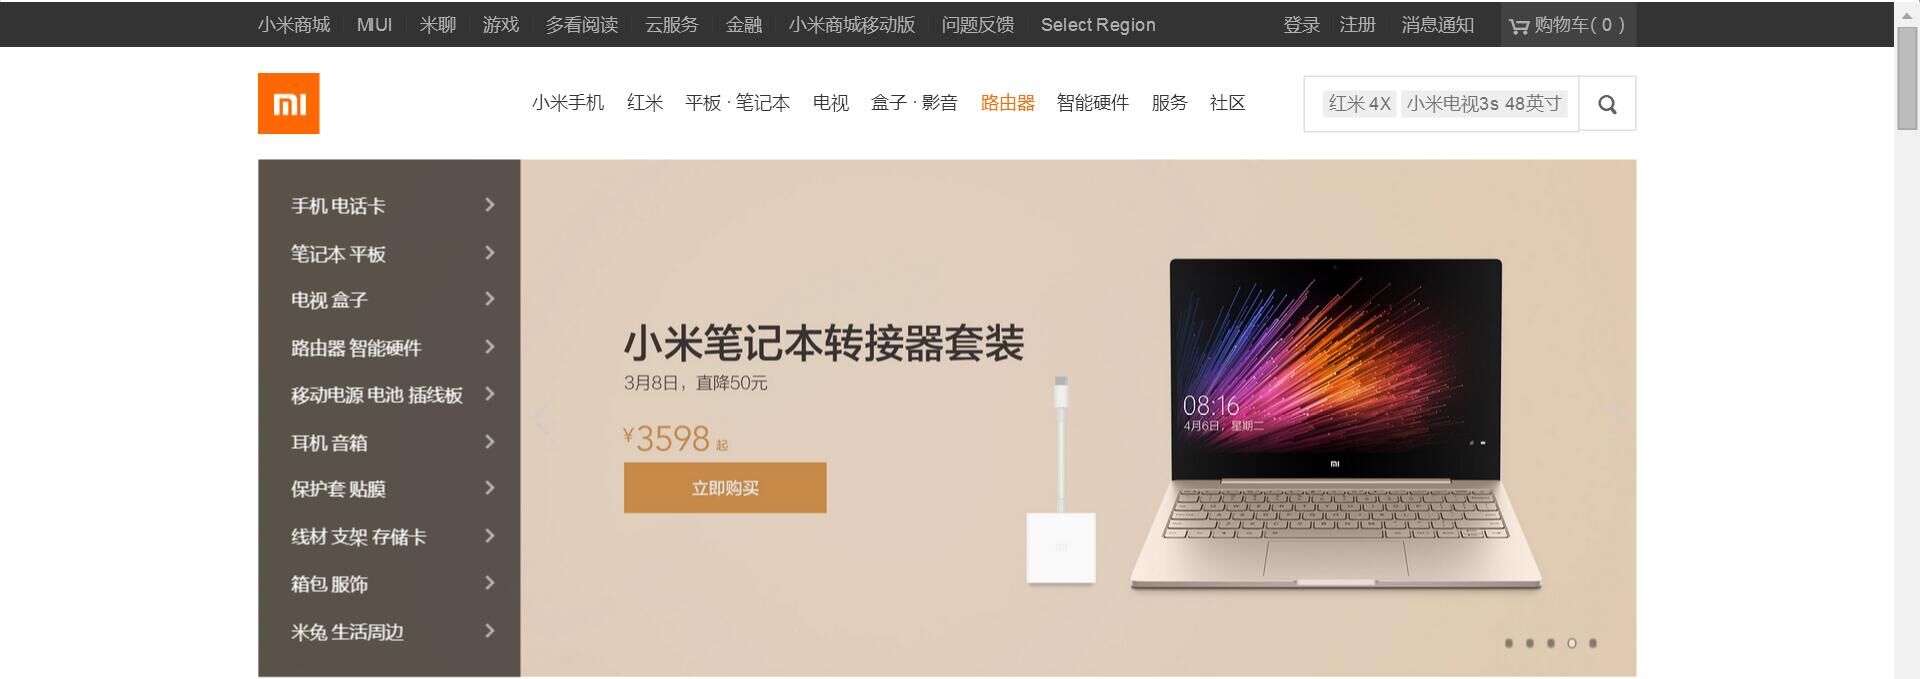 小米商城 MIUI 米聊 游戏 多看阅读 云服务 金融 小米商城移动版 问题反馈 Select Region 登录 注册 消息通知 购物车( 0 )
mi 小米手机 红米 平板 · 笔记本 电视 盒子 · 影音 路由器 智能硬件 服务 社区 红米 4X 小米电视3s 48英寸
手机 电话卡
笔记本 平板
电视 盒子
路由器 智能硬件
移动电源 电池 插线板
耳机 音箱
保护套 贴膜
线材 支架 存储卡
箱包 服饰
米兔 生活周边
小米笔记本转接器套装
3月8日，直降50元
¥3598 起
立即购买
08:16
4月6日，星期二
mi